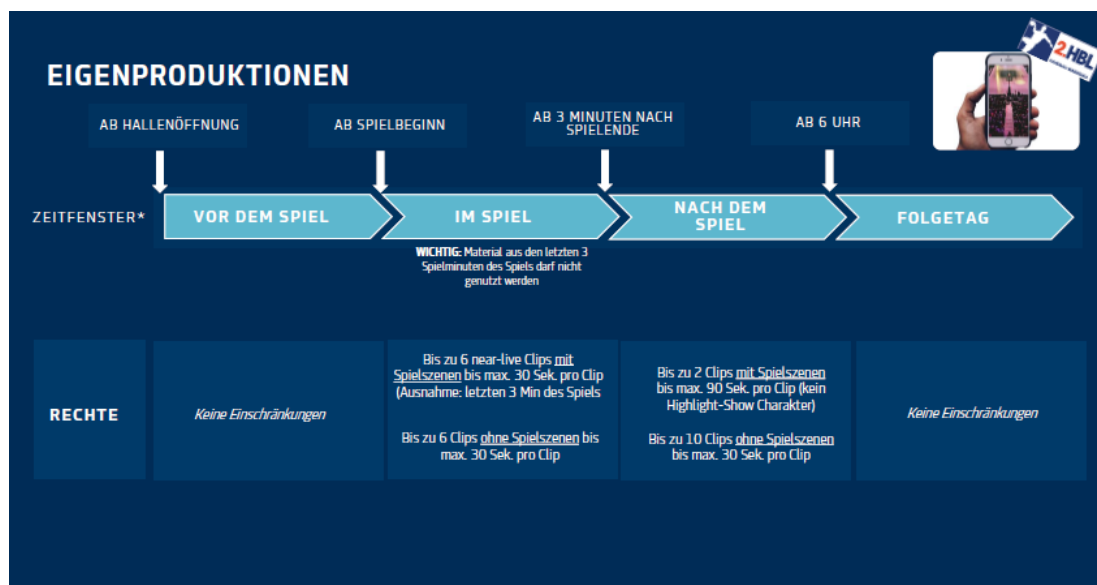 EIGENPRODUKTIONEN
2.HBL
AB HALLENÖFFNUNG
AB SPIELBEGINN
AB 3 MINUTEN NACH
SPIELENDE
AB 6 UHR
ZEITFENSTER*
VOR DEM SPIEL
IM SPIEL
NACH DEM
SPIEL
FOLGETAG
WICHTIG: Material aus den letzten 3
Spielminuten des Spiels darf nicht
genutzt werden
RECHTE
Keine Einschränkungen
Bis zu 6 near-live Clips mit
Spielszenen bis max. 30 Sek. pro Clip
(Ausnahme: letzten 3 Min des Spiels
Bis zu 6 Clips ohne Spielszenen bis
max. 30 Sek. pro Clip
Bis zu 2 Clips mit Spielszenen
bis max. 90 Sek. pro Clip (kein
Highlight-Show Charakter)
Bis zu 10 Clips ohne Spielszenen
bis max. 30 Sek. pro Clip
Keine Einschränkungen